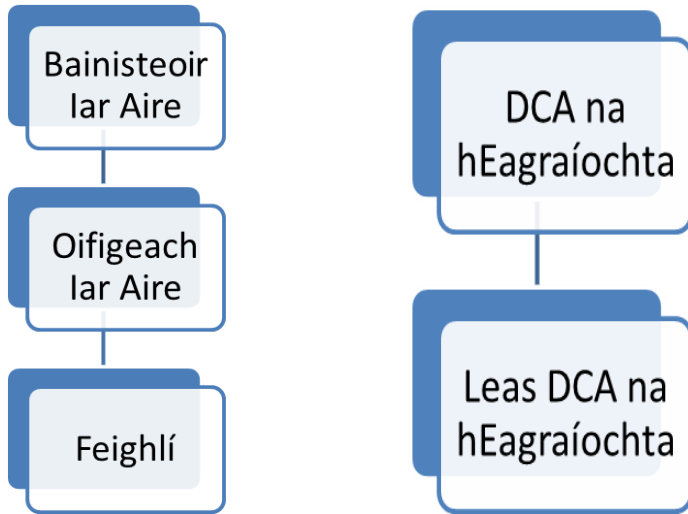 Bainisteoir
Iar Aire
Oifigeach
Iar Aire
Feighlí
DCA na
hEagraíochta
Leas DCA na
hEagraíochta